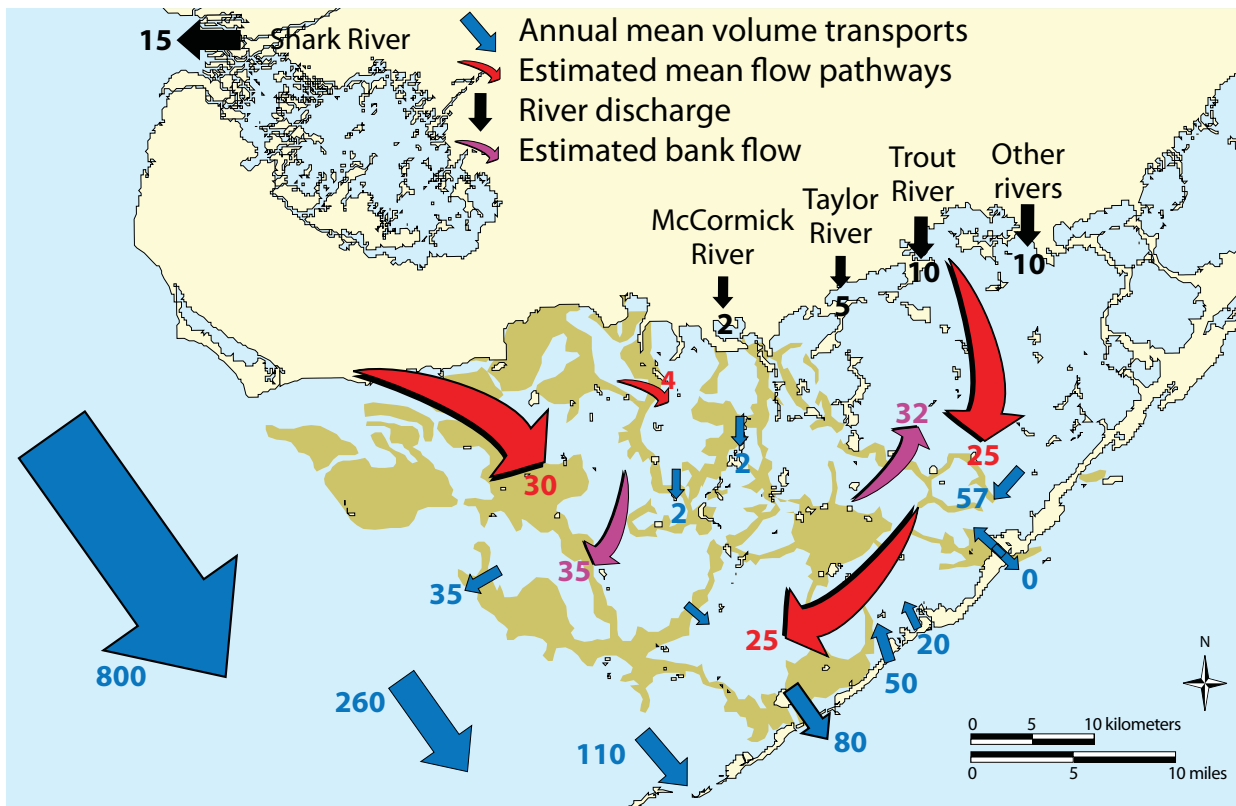 15
Shark River
Annual mean volume transports
Estimated mean flow pathways
River discharge
Estimated bank flow
McCormick
River
Taylor
River
Trout
River
Other
rivers
2
5
10
10
4
30
2
2
32
25
57
35
35
0
25
20
50
800
260
110
80
N
0 5 10 kilometers
0 5 10 miles